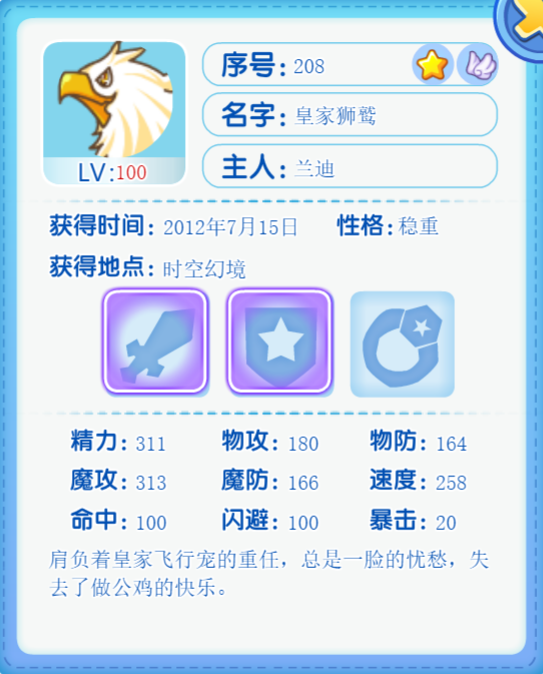 序号: 208
LV:100
名字: 皇家狮鹫
主人: 兰迪
获得时间: 2012年7月15日 性格: 稳重
获得地点: 时空幻境
精力: 311 物攻: 180 物防: 164
魔攻: 313 魔防: 166 速度: 258
命中: 100 闪避: 100 暴击: 20
肩负着皇家飞行宠的重任，总是一脸的忧愁，失
去了做公鸡的快乐。